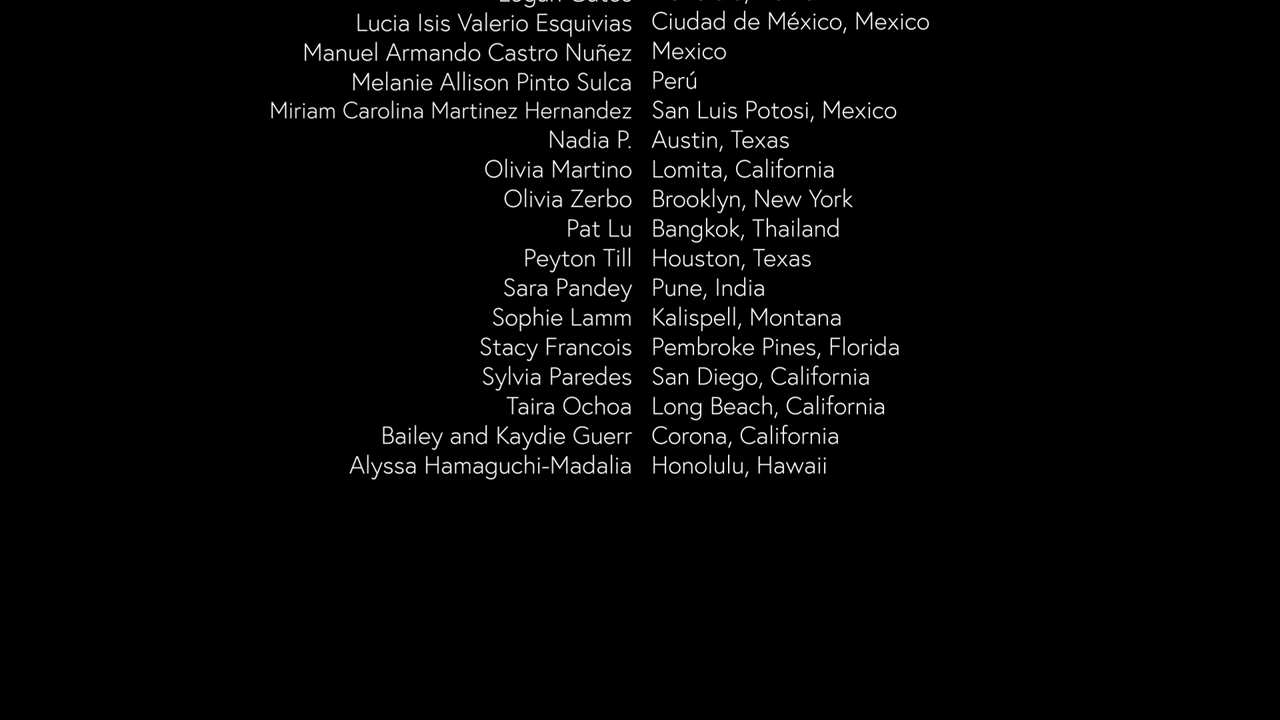 Lucia Isis Valerio Esquivias Ciudad de México, Mexico
Manuel Armando Castro Nuñez Mexico
Melanie Allison Pinto Sulca Perú
Miriam Carolina Martinez Hernandez San Luis Potosi, Mexico
Nadia P. Austin, Texas
Olivia Martino Lomita, California
Olivia Zerbo Brooklyn, New York
Pat Lu Bangkok, Thailand
Peyton Till Houston, Texas
Sara Pandey Pune, India
Sophie Lamm Kalispell, Montana
Stacy Francois Pembroke Pines, Florida
Sylvia Paredes San Diego, California
Taira Ochoa Long Beach, California
Bailey and Kaydie Guerr Corona, California
Alyssa Hamaguchi-Madalia Honolulu, Hawaii